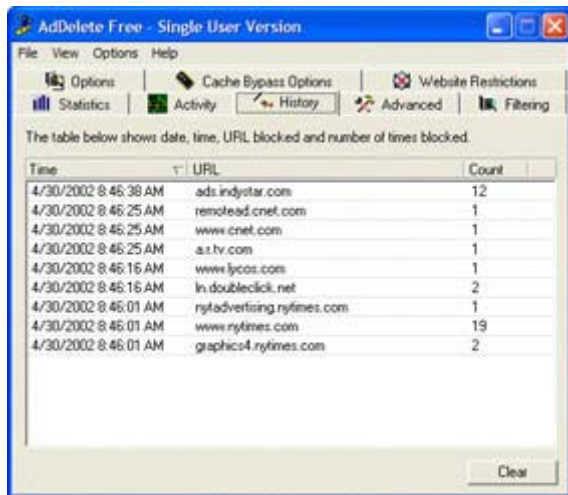 AdDelete Free - Single User Version
File View Options Help
Options Cache Bypass Options Website Restrictions
Statistics Activity History Advanced Filtering
The table below shows date, time, URL blocked and number of times blocked.
Time URL Count
4/30/2002 8:46:38 AM ads.indystar.com 12
4/30/2002 8:46:25 AM remotead.cnet.com 1
4/30/2002 8:46:25 AM www.cnet.com 1
4/30/2002 8:46:25 AM a.r.tv.com 1
4/30/2002 8:46:16 AM www.lycos.com 1
4/30/2002 8:46:16 AM ln.doubleclick.net 2
4/30/2002 8:46:01 AM nytadvertising.nytimes.com 1
4/30/2002 8:46:01 AM www.nytimes.com 19
4/30/2002 8:46:01 AM graphics4.nytimes.com 2
Clear